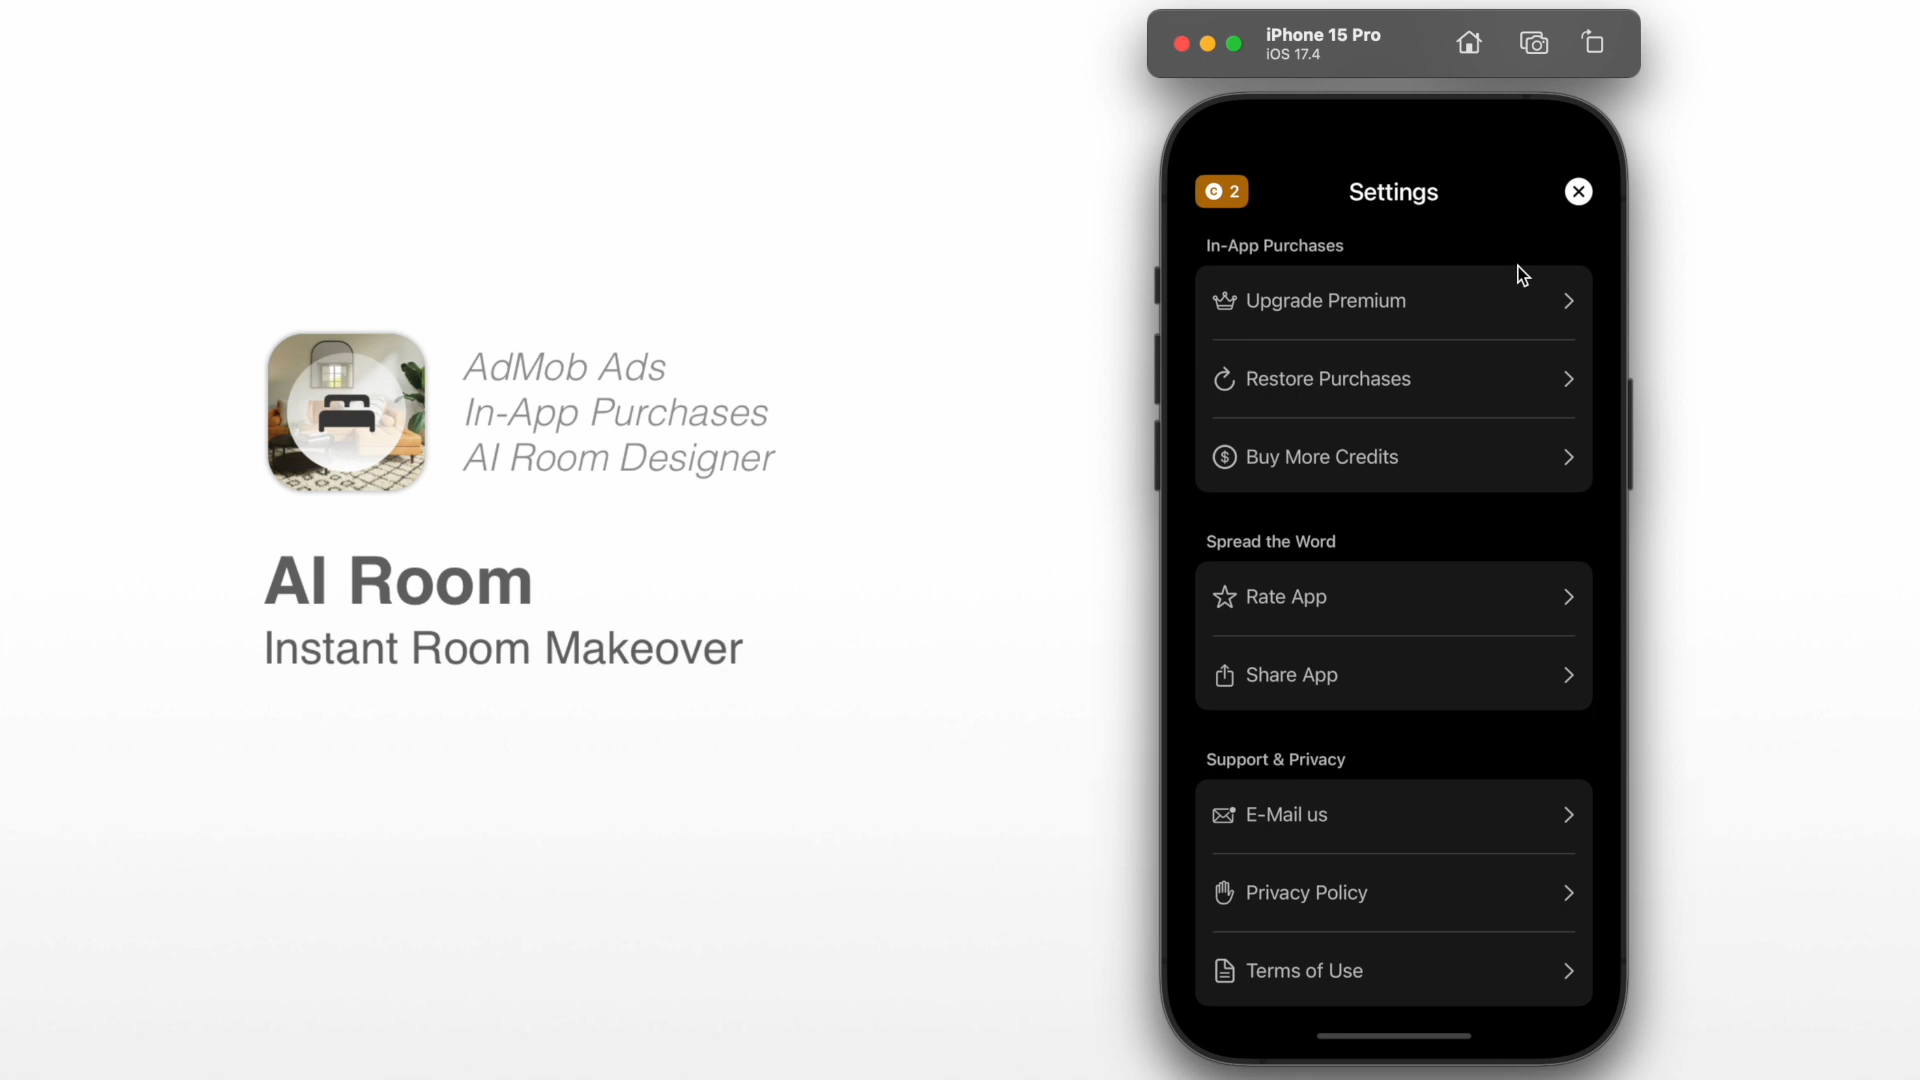 AdMob Ads
In-App Purchases
AI Room Designer
AI Room
Instant Room Makeover
iPhone 15 Pro
iOS 17.4
C 2
Settings
In-App Purchases
Upgrade Premium
Restore Purchases
$ Buy More Credits
Spread the Word
Rate App
Share App
Support & Privacy
E-Mail us
Privacy Policy
Terms of Use